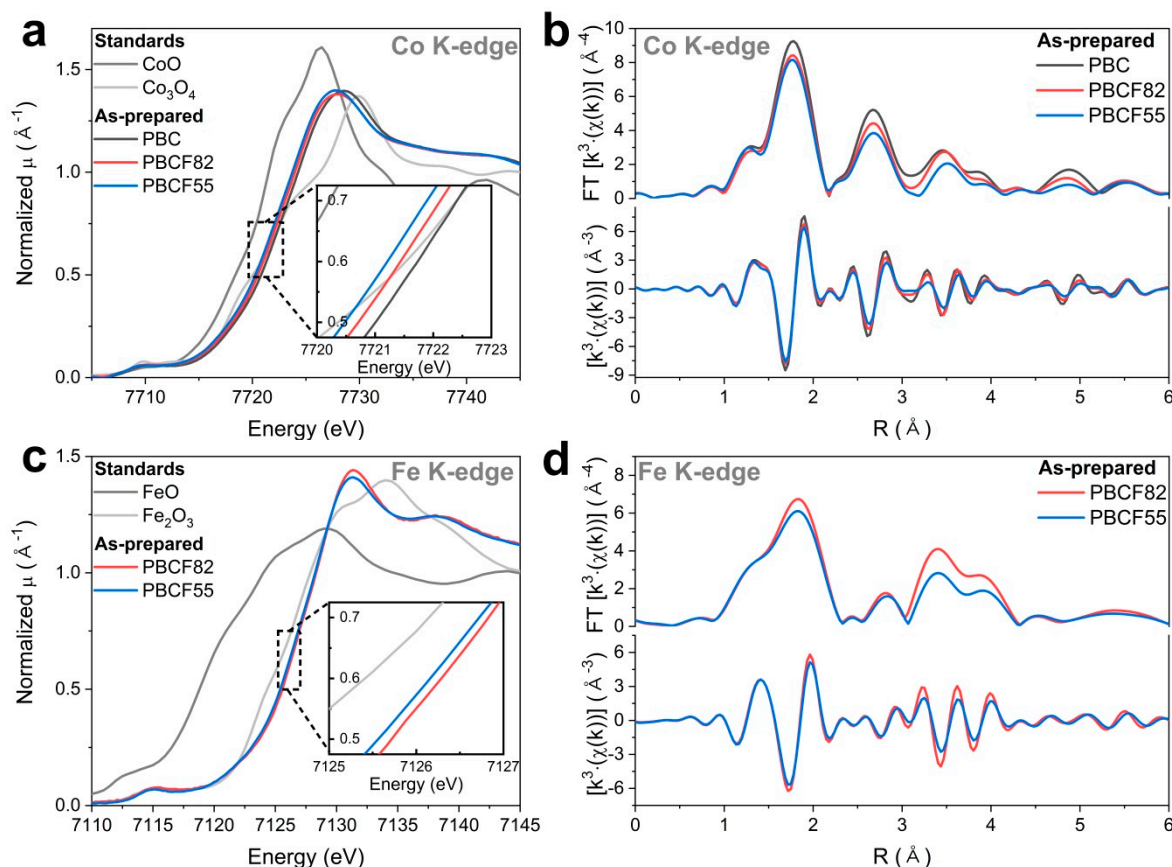 a
Co K-edge
Standards
CoO
Co₃O₄
As-prepared
PBC
PBCF82
PBCF55
Normalized μ (Å⁻¹)
1.5
1.0
0.5
0.0
7710
7720
7730
7740
Energy (eV)
0.7
0.6
0.5
7720
7721
7722
7723
Energy (eV)
b
Co K-edge
As-prepared
PBC
PBCF82
PBCF55
FT [k³·(χ(k))] (Å⁻⁴)
10
8
6
4
2
0
[k³·(χ(k))] (Å⁻³)
6
3
0
-3
-6
-9
0
1
2
3
4
5
6
R (Å)
c
Fe K-edge
Standards
FeO
Fe₂O₃
As-prepared
PBCF82
PBCF55
Normalized μ (Å⁻¹)
1.5
1.0
0.5
0.0
7110
7115
7120
7125
7130
7135
7140
7145
Energy (eV)
0.7
0.6
0.5
7125
7126
7127
Energy (eV)
d
Fe K-edge
As-prepared
PBCF82
PBCF55
FT [k³·(χ(k))] (Å⁻⁴)
9
6
4
2
0
[k³·(χ(k))] (Å⁻³)
6
3
0
-3
-6
0
1
2
3
4
5
6
R (Å)